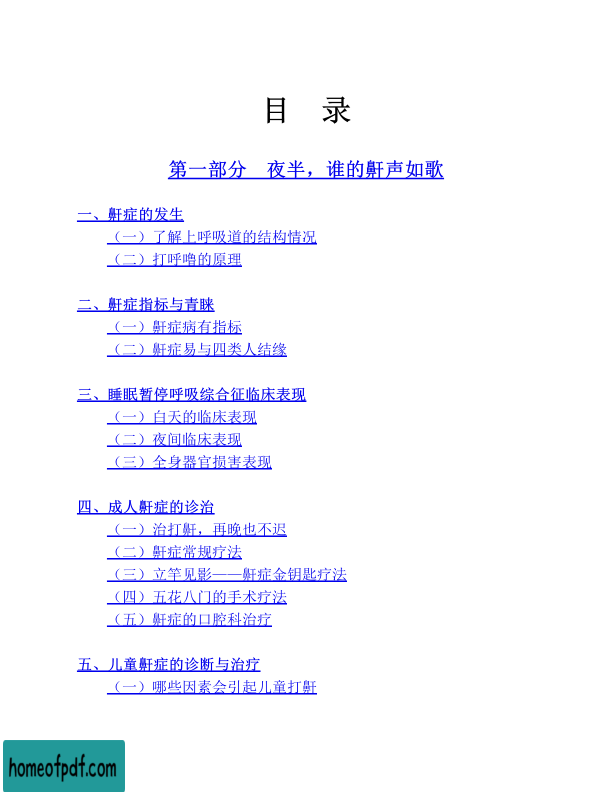 目 录
第一部分 夜半，谁的鼾声如歌
一、鼾症的发生
（一）了解上呼吸道的结构情况
（二）打呼噜的原理
二、鼾症指标与青睐
（一）鼾症病有指标
（二）鼾症易与四类人结缘
三、睡眠暂停呼吸综合征临床表现
（一）白天的临床表现
（二）夜间临床表现
（三）全身器官损害表现
四、成人鼾症的诊治
（一）治打鼾，再晚也不迟
（二）鼾症常规疗法
（三）立竿见影——鼾症金钥匙疗法
（四）五花八门的手术疗法
（五）鼾症的口腔科治疗
五、儿童鼾症的诊断与治疗
（一）哪些因素会引起儿童打鼾
homeofpdf.com